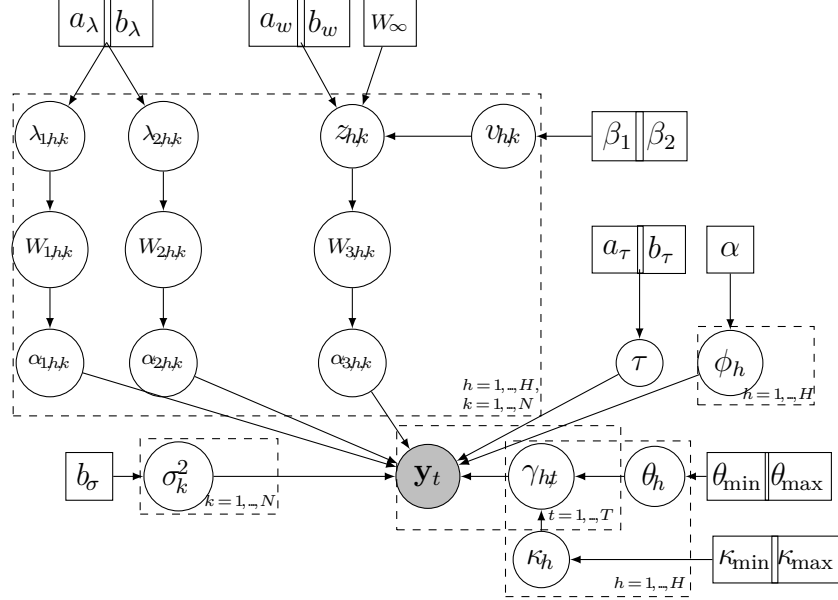 a_λ b_λ a_w b_w W_∞
λ_{1,h,k} λ_{2,h,k} z_{h,k} v_{h,k} β_1 β_2
W_{1,h,k} W_{2,h,k} W_{3,h,k} a_τ b_τ α
α_{1,h,k} α_{2,h,k} α_{3,h,k} τ ϕ_h
h = 1, ..., H,
k = 1, ..., N
h = 1, ..., H
b_σ σ_k^2 y_t γ_{h,t} θ_h θ_min θ_max
k = 1, ..., N
t = 1, ..., T
κ_h κ_min κ_max
h = 1, ..., H